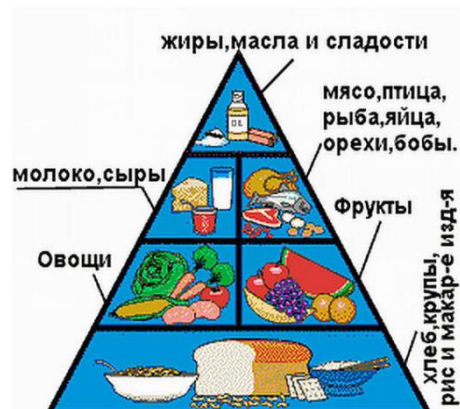 жиры,масла и сладости
мясо,птица,
рыба,яйца,
орехи,бобы.
молоко,сыры
Фрукты
Овощи
хлеб,крупы,
рис и макар-е изд-я
OIL